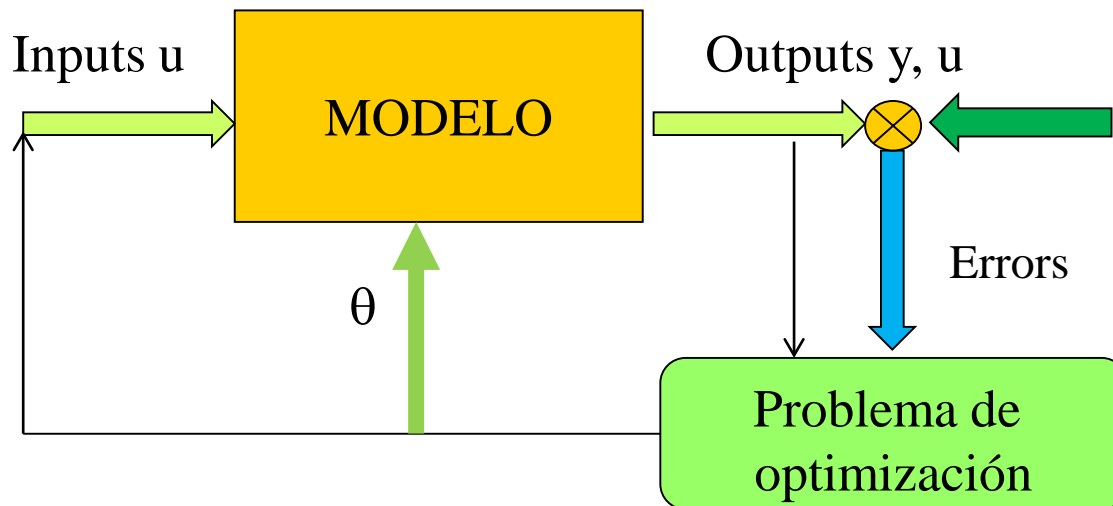 Inputs u
MODELO
Outputs y, u
θ
Errors
Problema de
optimización